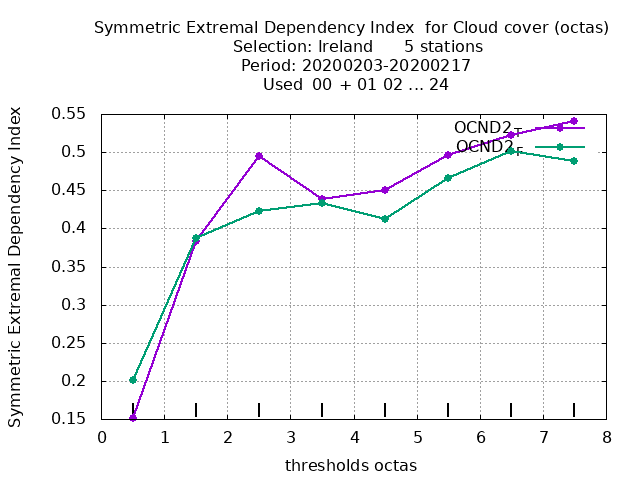 Symmetric Extremal Dependency Index  for Cloud cover (octas)
Selection: Ireland      5 stations
Period: 20200203-20200217
Used  00 + 01 02 ... 24
Symmetric Extremal Dependency Index
0.55
0.5
0.45
0.4
0.35
0.3
0.25
0.2
0.15
OCND2T
OCND2F
0 1 2 3 4 5 6 7 8
thresholds octas